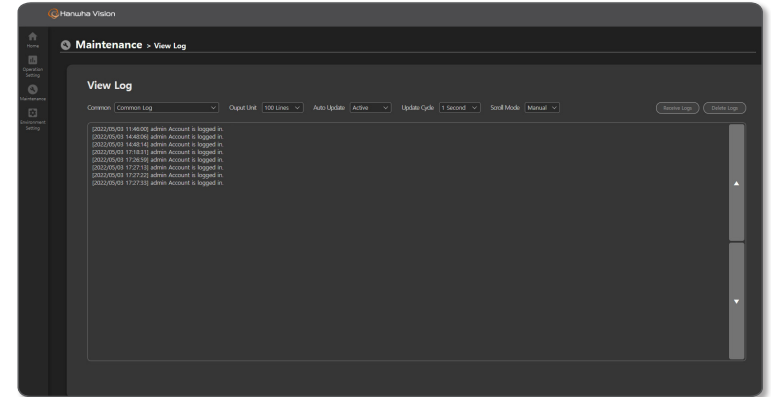 Hanwha Vision
Home
Operation
Setting
Maintenance
Environment
Setting
Maintenance > View Log
View Log
Common Common Log Ouput Unit 100 Lines Auto Update Active Update Cycle 1 Second Scroll Mode Manual Receive Logs Delete Logs
[2022/05/03 11:46:00] admin Account is logged in.
[2022/05/03 14:48:06] admin Account is logged in.
[2022/05/03 14:48:14] admin Account is logged in.
[2022/05/03 17:18:31] admin Account is logged in.
[2022/05/03 17:26:59] admin Account is logged in.
[2022/05/03 17:27:13] admin Account is logged in.
[2022/05/03 17:27:22] admin Account is logged in.
[2022/05/03 17:27:33] admin Account is logged in.